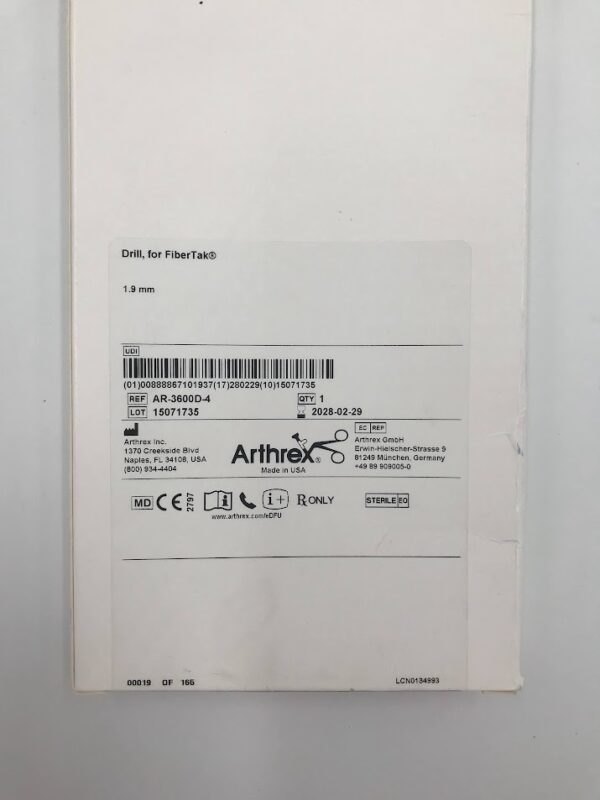 Drill, for FiberTak®
1.9 mm
UDI
(01)00888867101937(17)280229(10)15071735
REF AR-3600D-4 QTY 1
LOT 15071735 2028-02-29
Arthrex Inc.
1370 Creekside Blvd
Naples, FL 34108, USA
(800) 934-4404
Arthrex®
Made in USA
EC REP
Arthrex GmbH
Erwin-Hielscher-Strasse 9
81249 München, Germany
+49 89 909005-0
MD CE 2797 i i+ Rx ONLY STERILE EO
www.arthrex.com/eDFU
00019 OF 166 LCN0134993